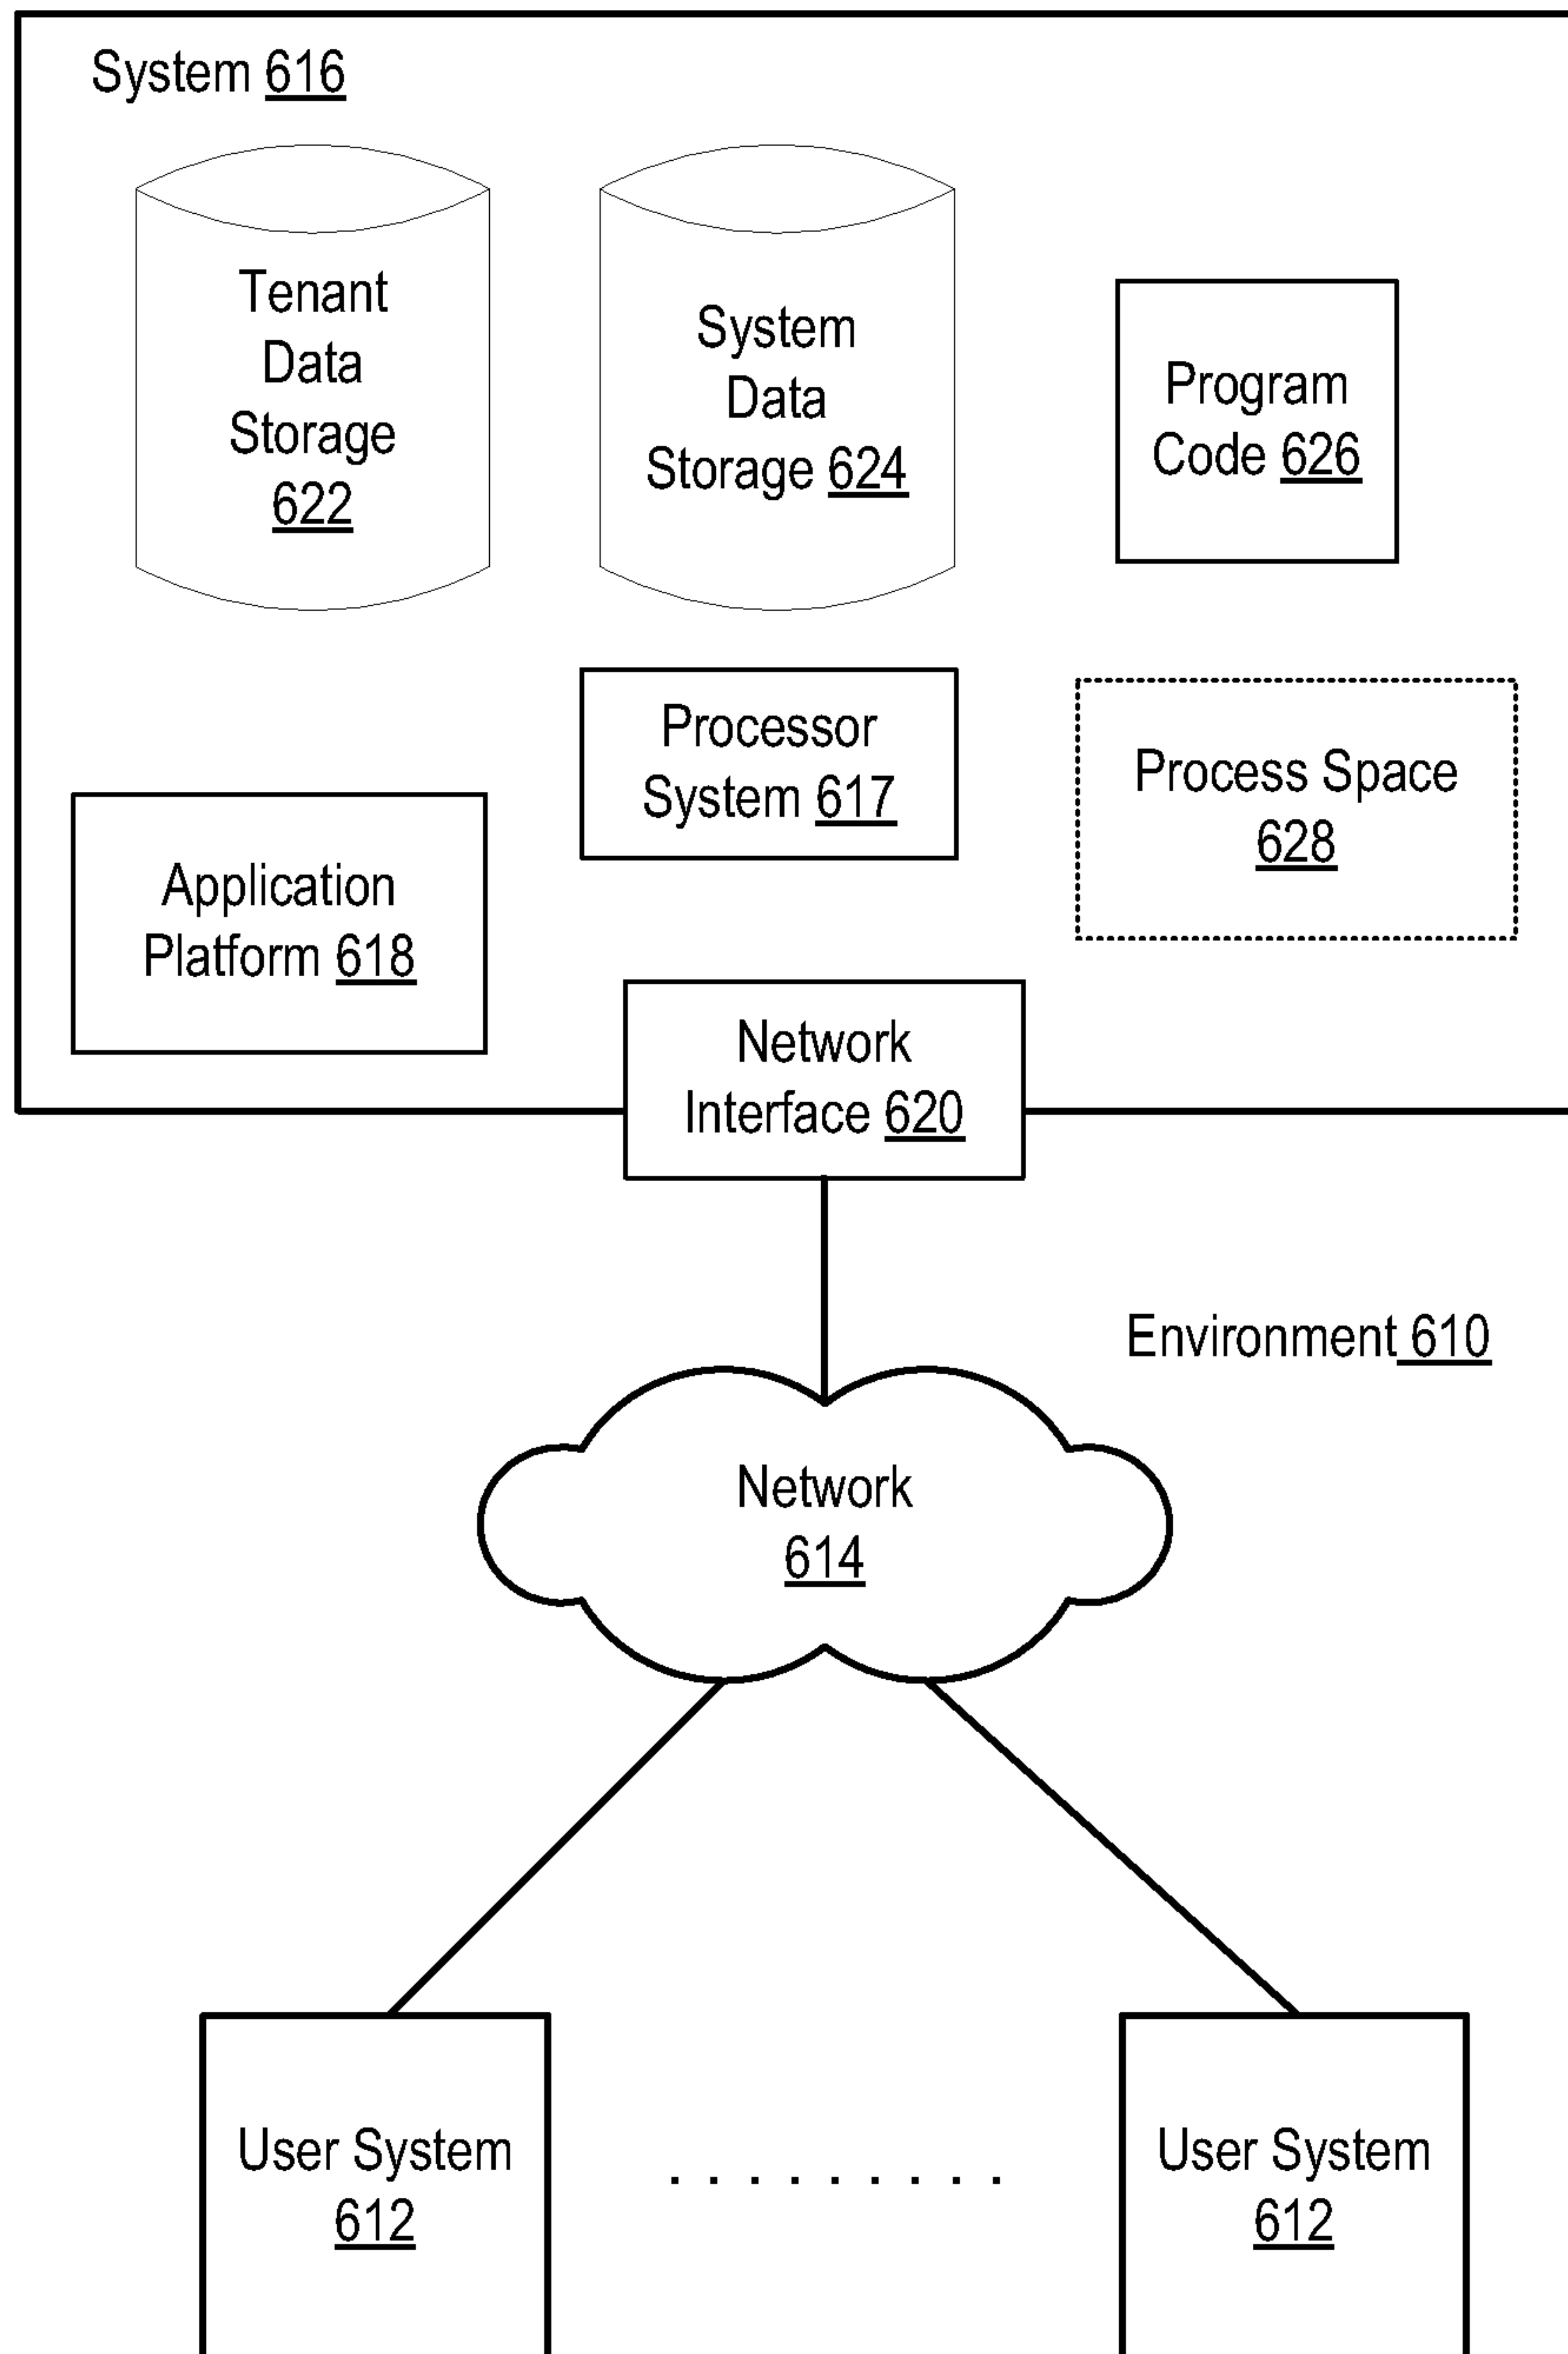 System 616
Tenant
Data
Storage
622
System
Data
Storage 624
Program
Code 626
Processor
System 617
Process Space
628
Application
Platform 618
Network
Interface 620
Environment 610
Network
614
User System
612
. . . . . . . . .
User System
612